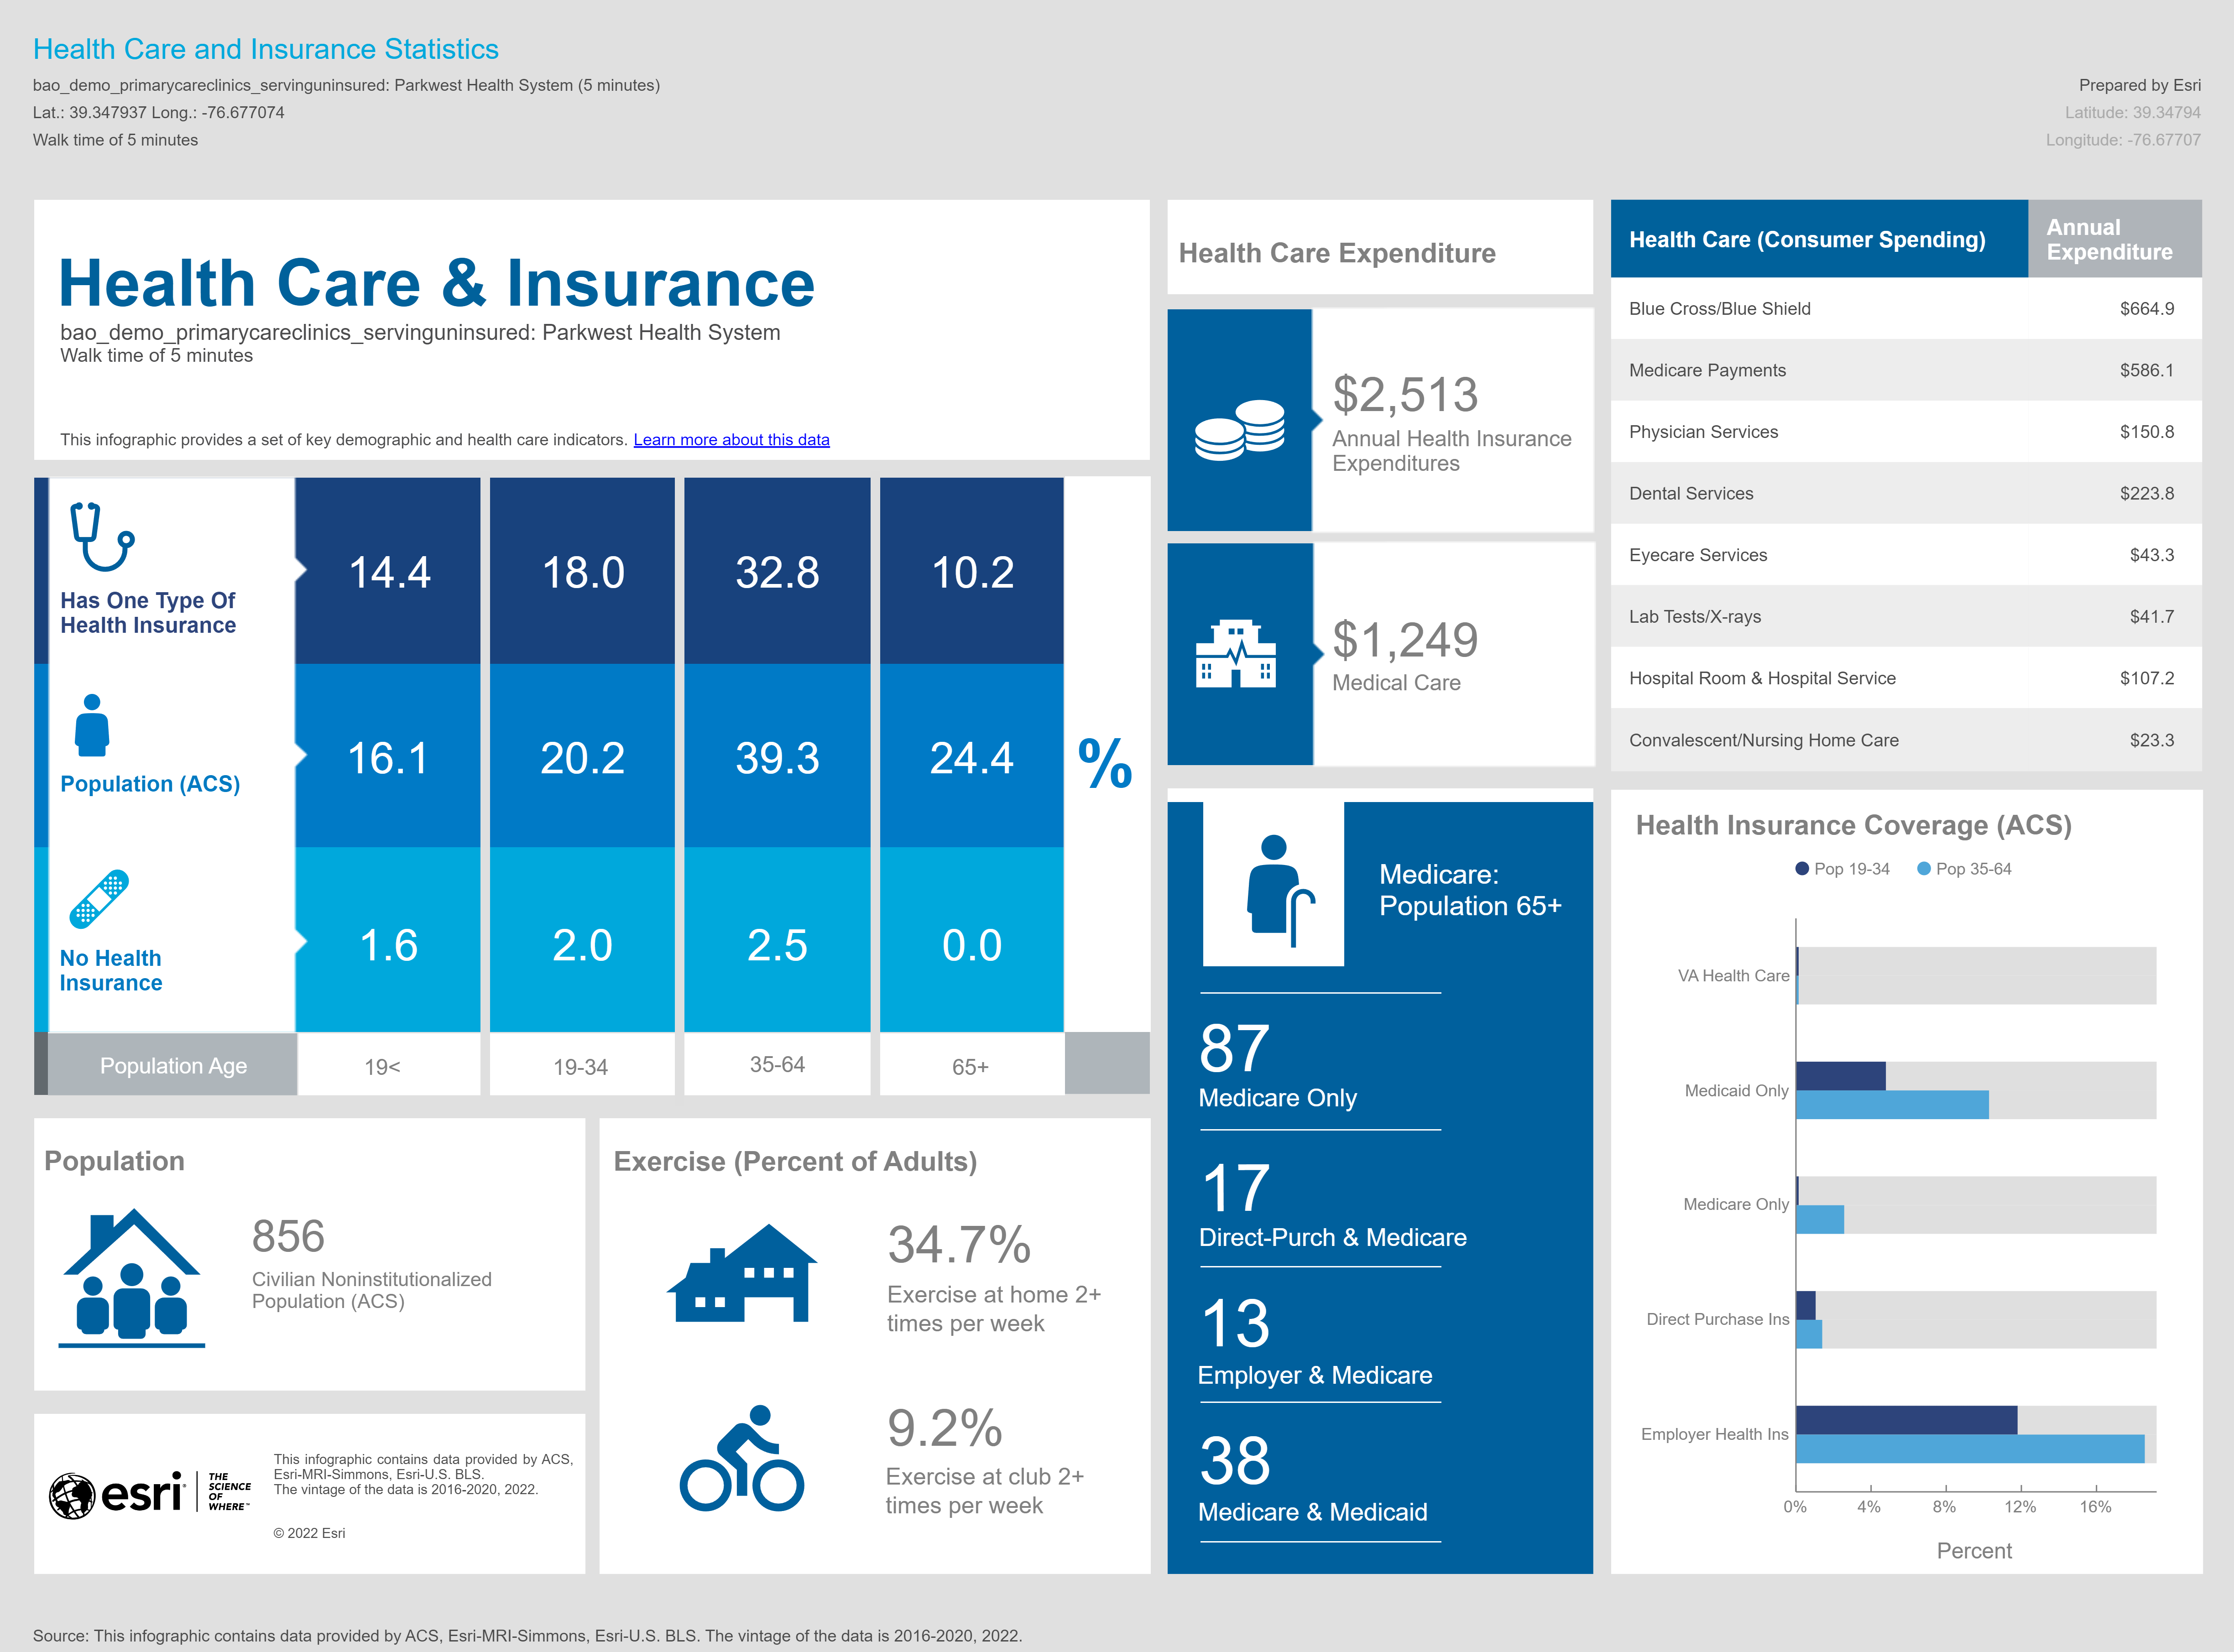 Health Care and Insurance Statistics
bao_demo_primarycareclinics_servinguninsured: Parkwest Health System (5 minutes)
Prepared by Esri
Lat.: 39.347937 Long.: -76.677074
Latitude: 39.34794
Walk time of 5 minutes
Longitude: -76.67707
Health Care & Insurance
bao_demo_primarycareclinics_servinguninsured: Parkwest Health System
Walk time of 5 minutes
This infographic provides a set of key demographic and health care indicators. Learn more about this data
Has One Type Of
Health Insurance
14.4 18.0 32.8 10.2
Population (ACS)
16.1 20.2 39.3 24.4
%
No Health
Insurance
1.6 2.0 2.5 0.0
Population Age 19< 19-34 35-64 65+
Population
856
Civilian Noninstitutionalized
Population (ACS)
esri
THE
SCIENCE
OF
WHERE™
This infographic contains data provided by ACS,
Esri-MRI-Simmons, Esri-U.S. BLS.
The vintage of the data is 2016-2020, 2022.
© 2022 Esri
Exercise (Percent of Adults)
34.7%
Exercise at home 2+
times per week
9.2%
Exercise at club 2+
times per week
Health Care Expenditure
$2,513
Annual Health Insurance
Expenditures
$1,249
Medical Care
Medicare:
Population 65+
87
Medicare Only
17
Direct-Purch & Medicare
13
Employer & Medicare
38
Medicare & Medicaid
Health Care (Consumer Spending)
Annual
Expenditure
Blue Cross/Blue Shield $664.9
Medicare Payments $586.1
Physician Services $150.8
Dental Services $223.8
Eyecare Services $43.3
Lab Tests/X-rays $41.7
Hospital Room & Hospital Service $107.2
Convalescent/Nursing Home Care $23.3
Health Insurance Coverage (ACS)
Pop 19-34 Pop 35-64
VA Health Care
Medicaid Only
Medicare Only
Direct Purchase Ins
Employer Health Ins
0% 4% 8% 12% 16%
Percent
Source: This infographic contains data provided by ACS, Esri-MRI-Simmons, Esri-U.S. BLS. The vintage of the data is 2016-2020, 2022.